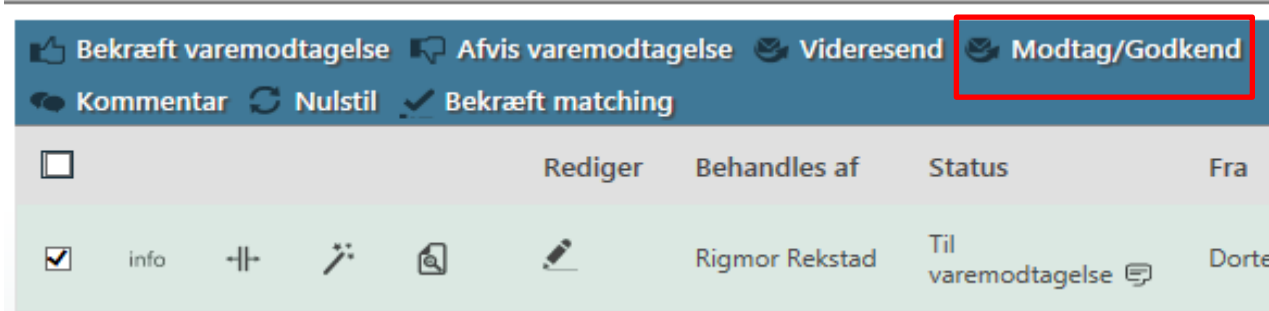 Bekræft varemodtagelse Afvis varemodtagelse Videresend Modtag/Godkend
Kommentar Nulstil Bekræft matching
Rediger Behandles af Status Fra
info Rigmor Rekstad Til varemodtagelse Dorte